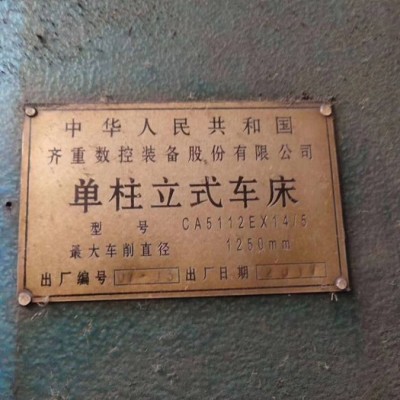 中华人民共和国
齐重数控装备股份有限公司
单柱立式车床
型号 CA5112EX14/5
最大车削直径 1250mm
出厂编号 出厂日期